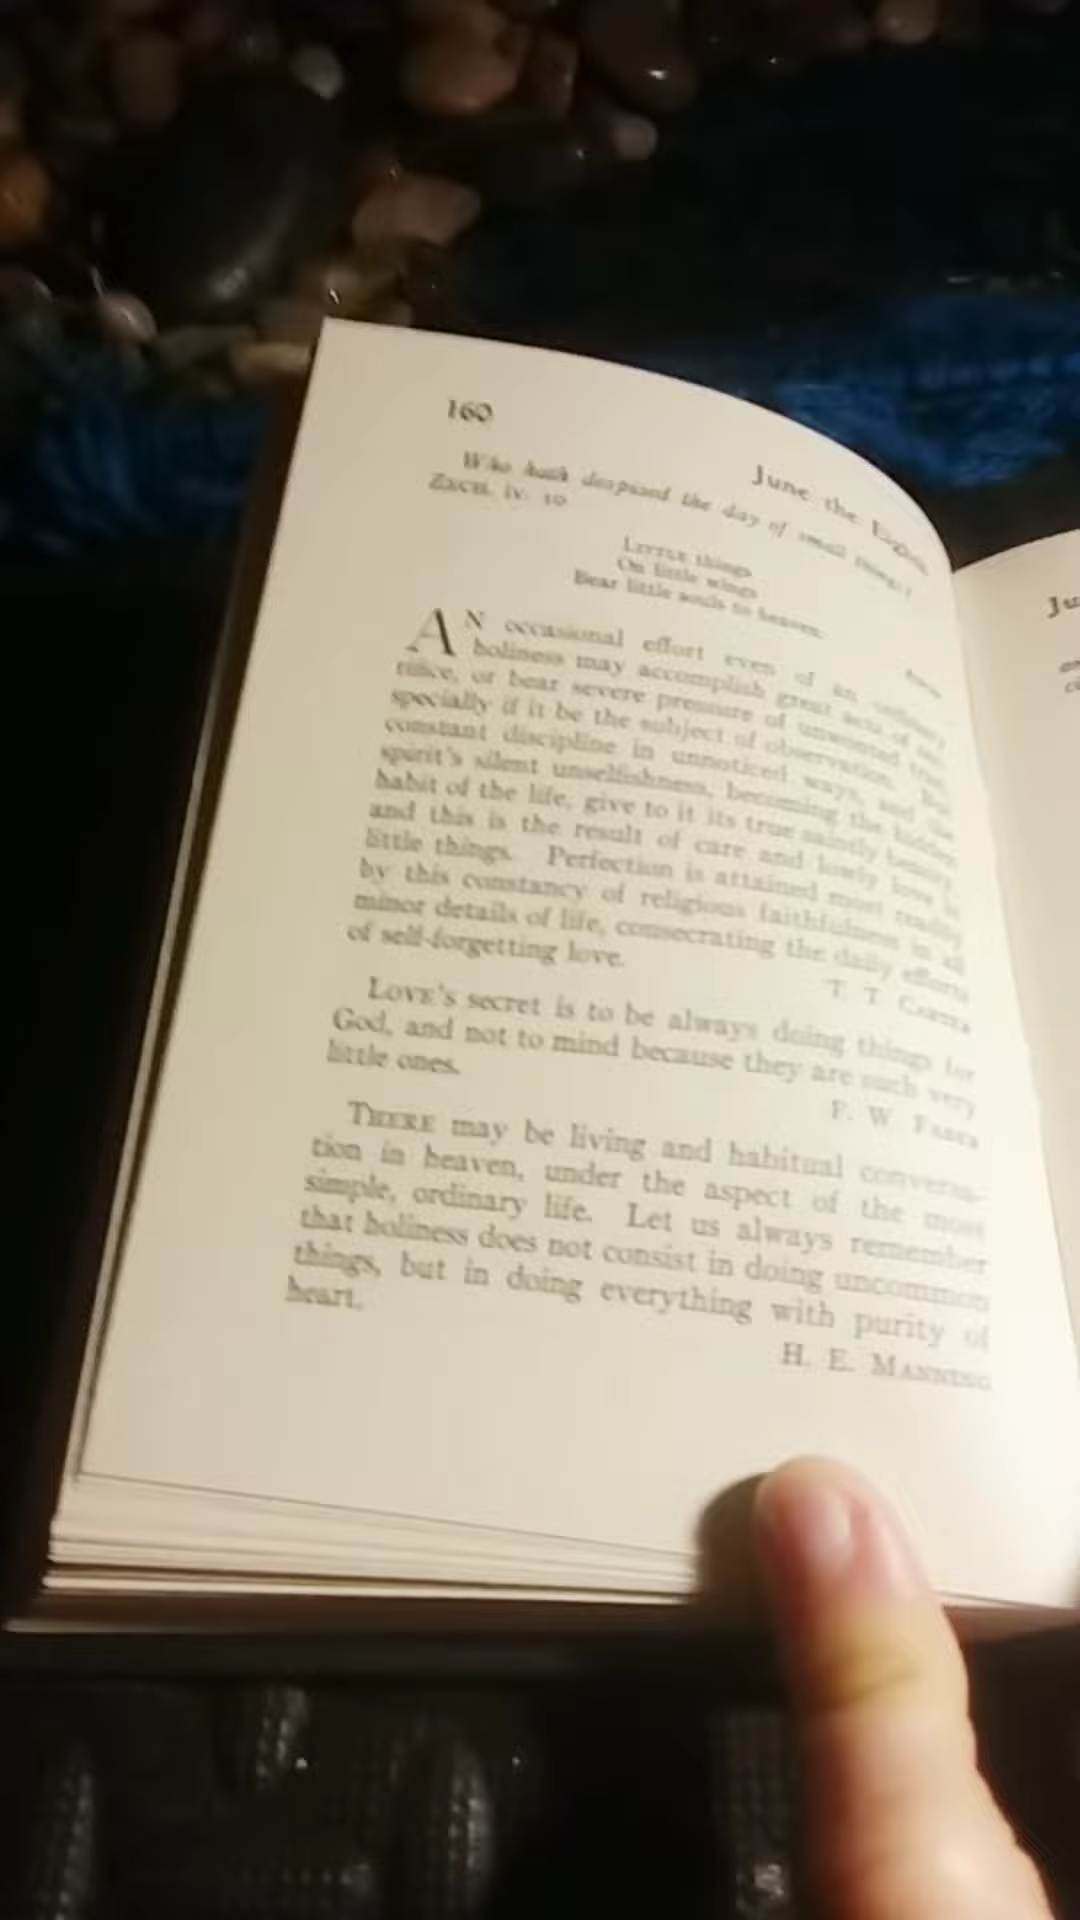 160
June the Eighth
Who hath despised the day of small things?
ZECH. iv. 10
LITTLE things
On little wings
Bear little souls to heaven.
AN occasional effort even of an ordinary
holiness may accomplish great acts of sac-
rifice, or bear severe pressure of unwonted trial,
specially if it be the subject of observation. But
constant discipline in unnoticed ways, and the
spirit's silent unselfishness, becoming the hidden
habit of the life, give to it its true saintly beauty,
and this is the result of care and lowly love in
little things. Perfection is attained most readily
by this constancy of religious faithfulness in all
minor details of life, consecrating the daily efforts
of self-forgetting love.
T. T. CARTER
LOVE'S secret is to be always doing things for
God, and not to mind because they are such very
little ones.
F. W. FABER
THERE may be living and habitual conversa-
tion in heaven, under the aspect of the most
simple, ordinary life. Let us always remember
that holiness does not consist in doing uncommon
things, but in doing everything with purity of
heart.
H. E. MANNING
Ju